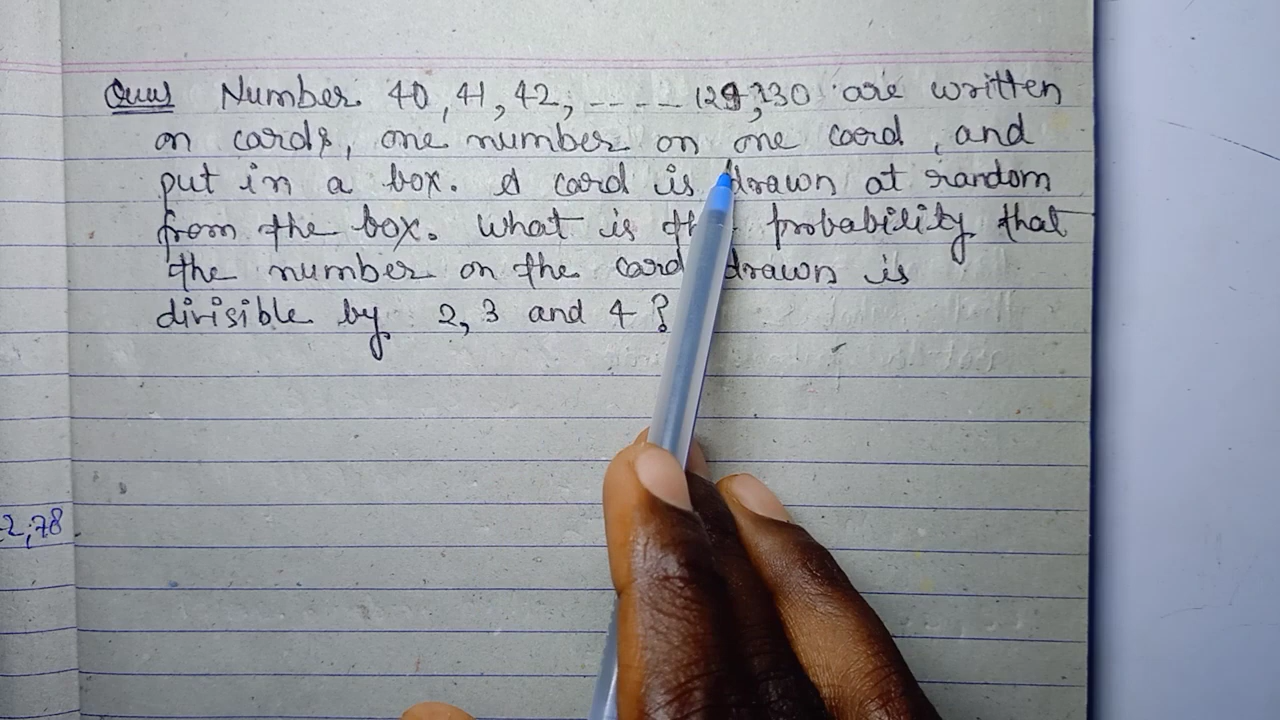 Ques Number 40, 41, 42, ---- 129, 130 are written
on cards, one number on one card, and
put in a box. A card is drawn at random
from the box. What is the probability that
the number on the card drawn is
divisible by 2, 3 and 4 ?
2,78